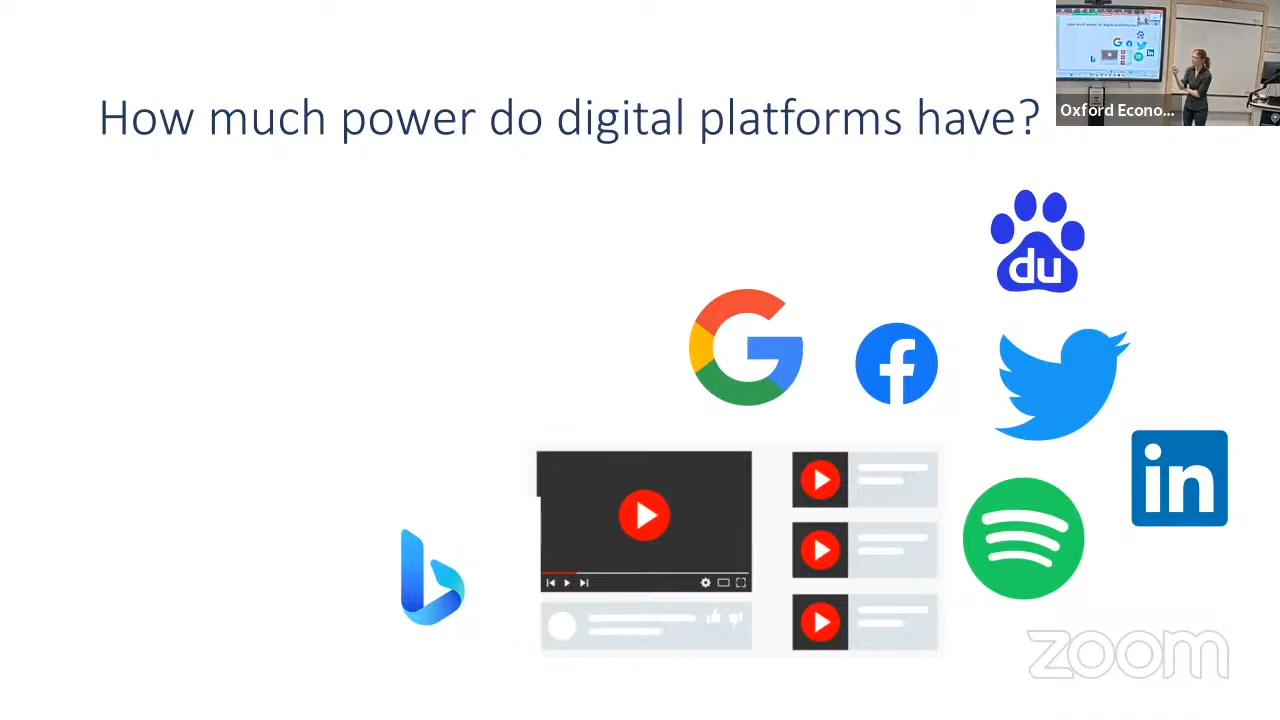 How much power do digital platforms have?
Oxford Econo...
du
in
zoom